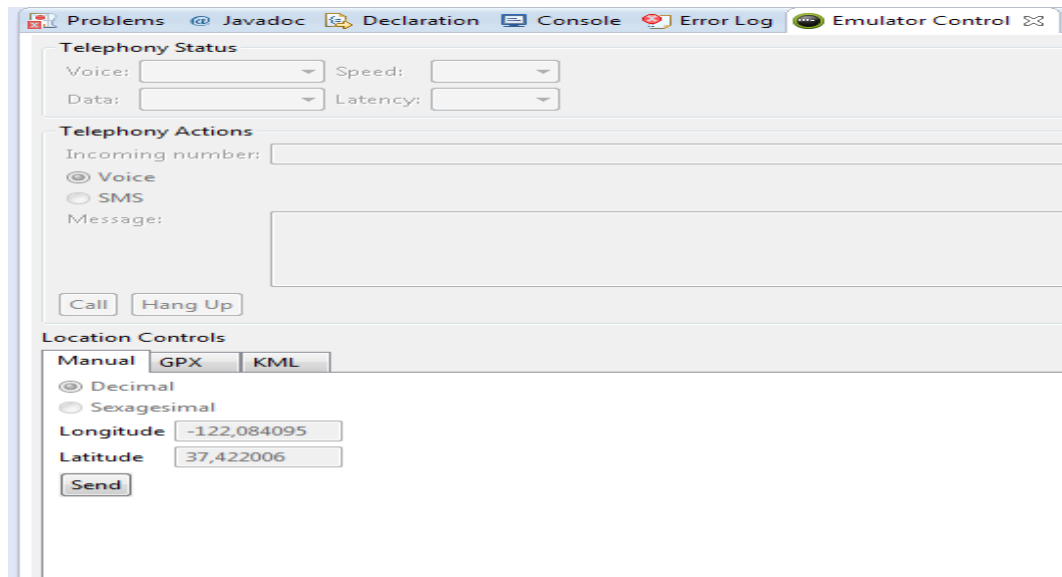 Problems @ Javadoc Declaration Console Error Log Emulator Control
Telephony Status
Voice: Speed:
Data: Latency:
Telephony Actions
Incoming number:
Voice
SMS
Message:
Call Hang Up
Location Controls
Manual GPX KML
Decimal
Sexagesimal
Longitude -122,084095
Latitude 37,422006
Send